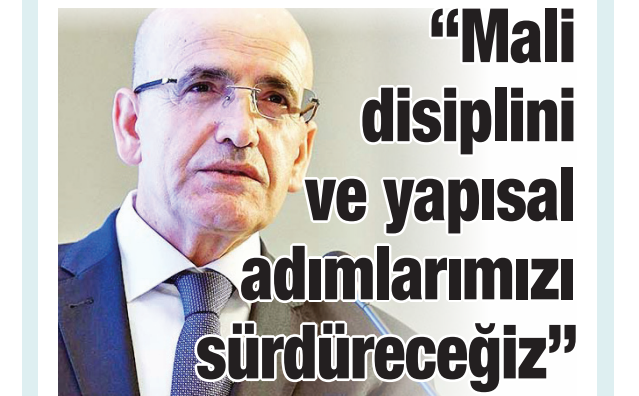 “Mali
disiplini
ve yapısal
adımlarımızı
sürdüreceğiz”